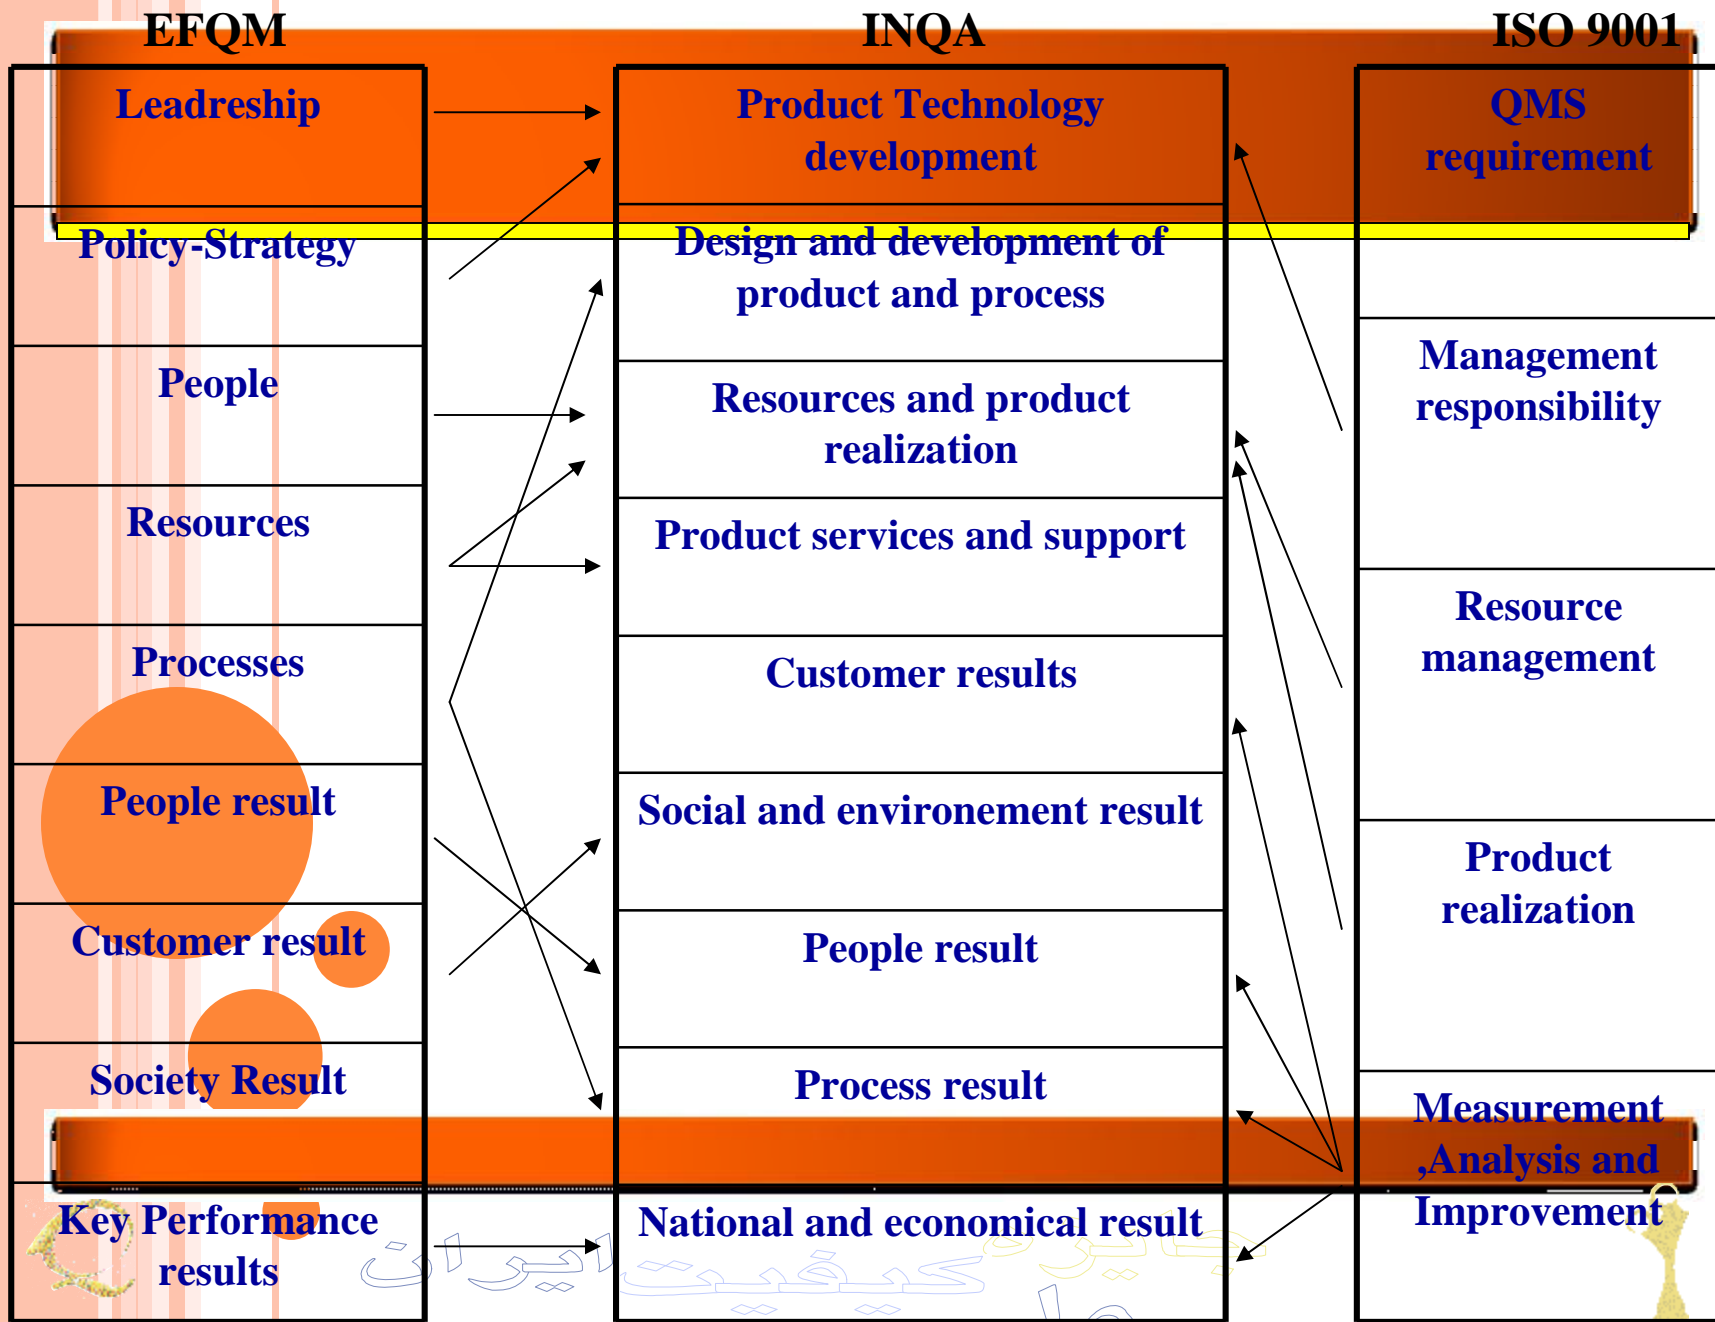 EFQM
INQA
ISO 9001
Leadreship
Policy-Strategy
People
Resources
Processes
People result
Customer result
Society Result
Key Performance
results
Product Technology
development
Design and development of
product and process
Resources and product
realization
Product services and support
Customer results
Social and environement result
People result
Process result
National and economical result
QMS
requirement
Management
responsibility
Resource
management
Product
realization
Measurement
,Analysis and
Improvement
جایزه
کیفیت
ایران